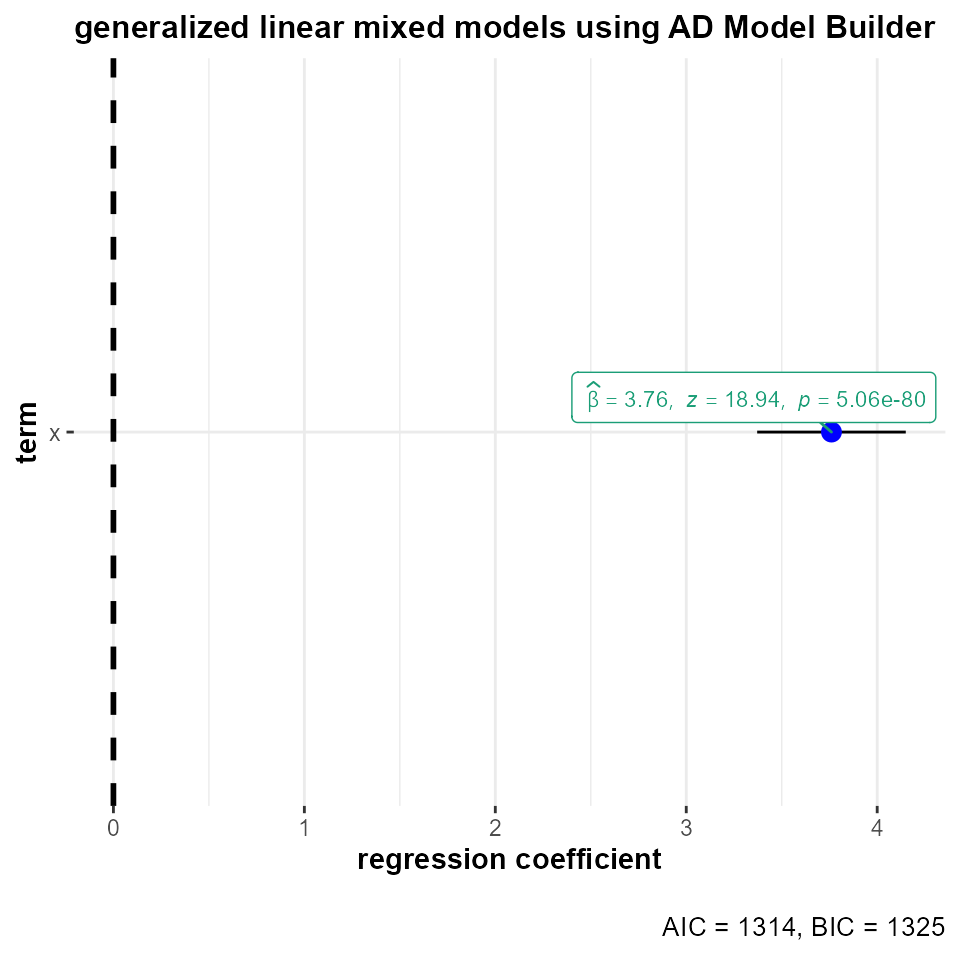 generalized linear mixed models using AD Model Builder
β̂ = 3.76, z = 18.94, p = 5.06e-80
term
x
0 1 2 3 4
regression coefficient
AIC = 1314, BIC = 1325